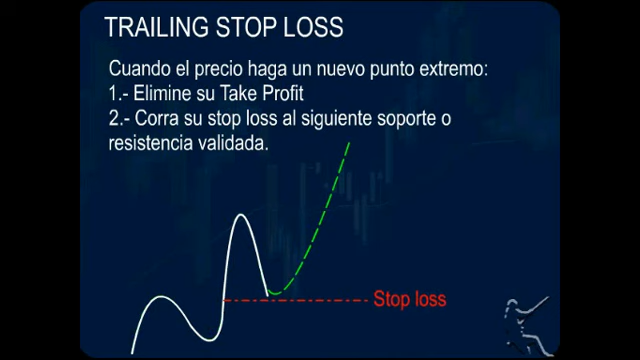 TRAILING STOP LOSS
Cuando el precio haga un nuevo punto extremo:
1.- Elimine su Take Profit
2.- Corra su stop loss al siguiente soporte o
resistencia validada.
Stop loss